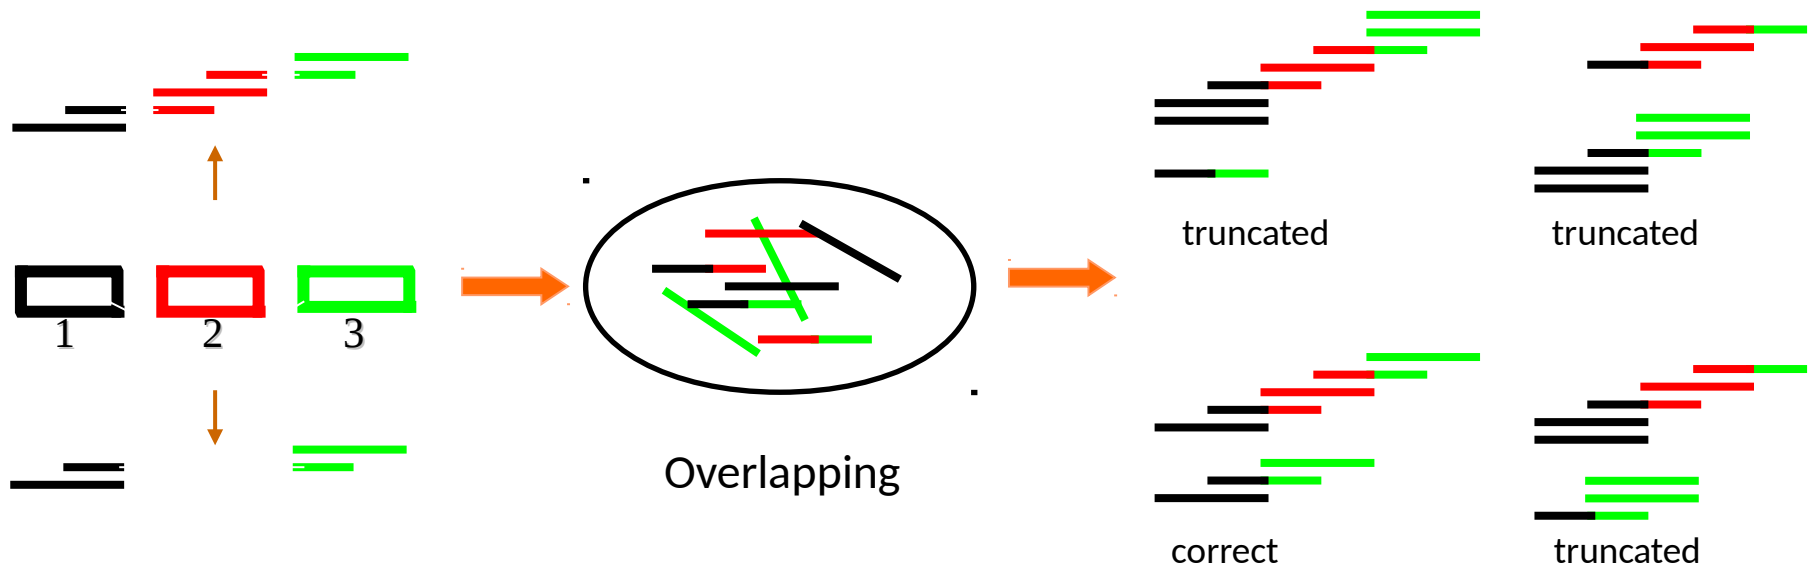 truncated
truncated
1
2
3
Overlapping
correct
truncated